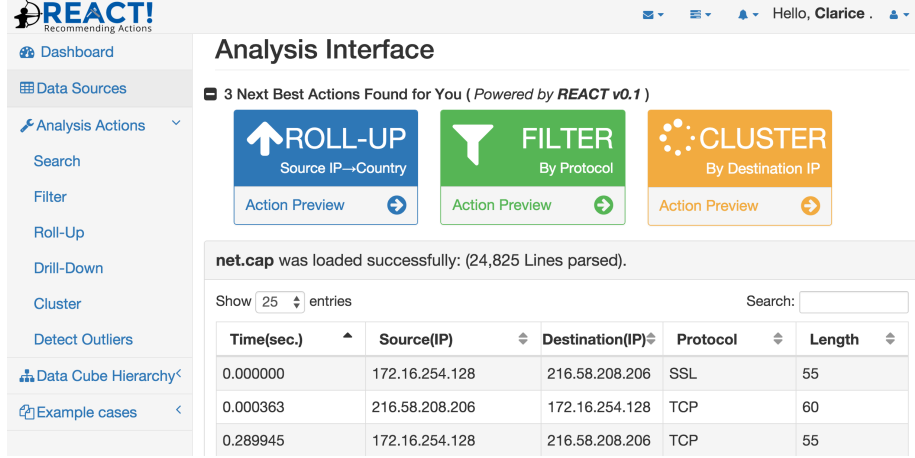 REACT!
Recommending Actions
Hello, Clarice .
Dashboard
Data Sources
Analysis Actions
Search
Filter
Roll-Up
Drill-Down
Cluster
Detect Outliers
Data Cube Hierarchy
Example cases
Analysis Interface
3 Next Best Actions Found for You ( Powered by REACT v0.1 )
ROLL-UP
Source IP→Country
Action Preview
FILTER
By Protocol
Action Preview
CLUSTER
By Destination IP
Action Preview
net.cap was loaded successfully: (24,825 Lines parsed).
Show 25 entries Search:
Time(sec.) Source(IP) Destination(IP) Protocol Length
0.000000 172.16.254.128 216.58.208.206 SSL 55
0.000363 216.58.208.206 172.16.254.128 TCP 60
0.289945 172.16.254.128 216.58.208.206 TCP 55